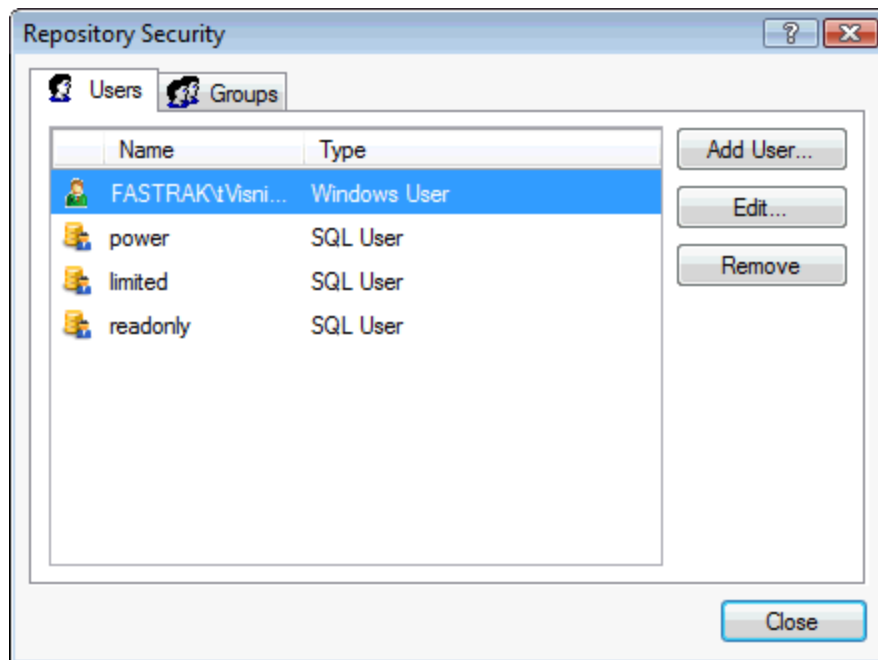 Repository Security
Users Groups
Name Type
FASTRAK\tVisni... Windows User
power SQL User
limited SQL User
readonly SQL User
Add User...
Edit...
Remove
Close